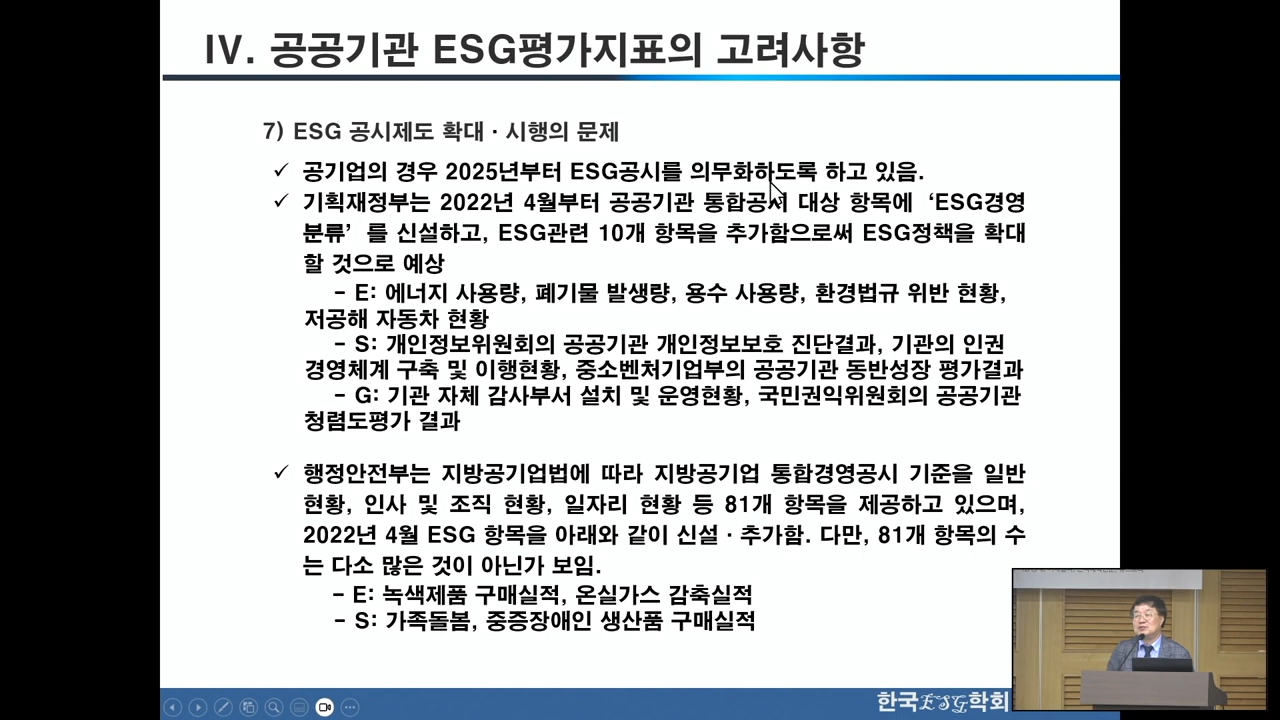 IV. 공공기관 ESG평가지표의 고려사항
7) ESG 공시제도 확대 · 시행의 문제
✓ 공기업의 경우 2025년부터 ESG공시를 의무화하도록 하고 있음.
✓ 기획재정부는 2022년 4월부터 공공기관 통합공시 대상 항목에 ‘ESG경영
분류’ 를 신설하고, ESG관련 10개 항목을 추가함으로써 ESG정책을 확대
할 것으로 예상
– E: 에너지 사용량, 폐기물 발생량, 용수 사용량, 환경법규 위반 현황,
저공해 자동차 현황
– S: 개인정보위원회의 공공기관 개인정보보호 진단결과, 기관의 인권
경영체계 구축 및 이행현황, 중소벤처기업부의 공공기관 동반성장 평가결과
– G: 기관 자체 감사부서 설치 및 운영현황, 국민권익위원회의 공공기관
청렴도평가 결과
✓ 행정안전부는 지방공기업법에 따라 지방공기업 통합경영공시 기준을 일반
현황, 인사 및 조직 현황, 일자리 현황 등 81개 항목을 제공하고 있으며,
2022년 4월 ESG 항목을 아래와 같이 신설 · 추가함. 다만, 81개 항목의 수
는 다소 많은 것이 아닌가 보임.
– E: 녹색제품 구매실적, 온실가스 감축실적
– S: 가족돌봄, 중증장애인 생산품 구매실적
한국ESG학회